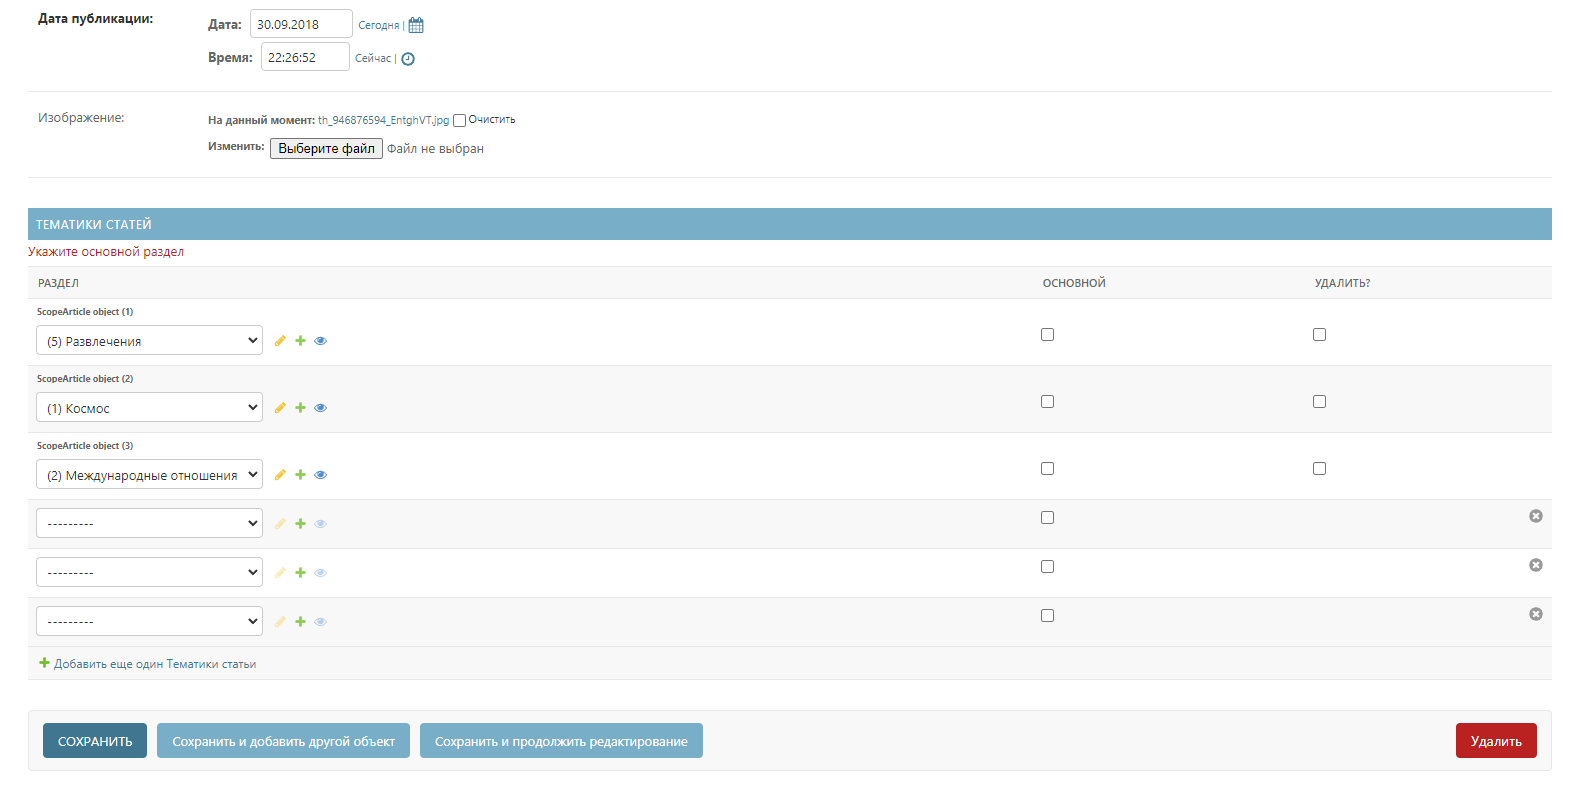 Дата публикации:
Дата: 30.09.2018 Сегодня |
Время: 22:26:52 Сейчас |
Изображение:
На данный момент: th_946876594_EntghVT.jpg Очистить
Изменить: Выберите файл Файл не выбран
ТЕМАТИКИ СТАТЕЙ
Укажите основной раздел
РАЗДЕЛ ОСНОВНОЙ УДАЛИТЬ?
ScopeArticle object (1)
(5) Развлечения
ScopeArticle object (2)
(1) Космос
ScopeArticle object (3)
(2) Международные отношения
---------
---------
---------
Добавить еще один Тематики статьи
СОХРАНИТЬ Сохранить и добавить другой объект Сохранить и продолжить редактирование Удалить